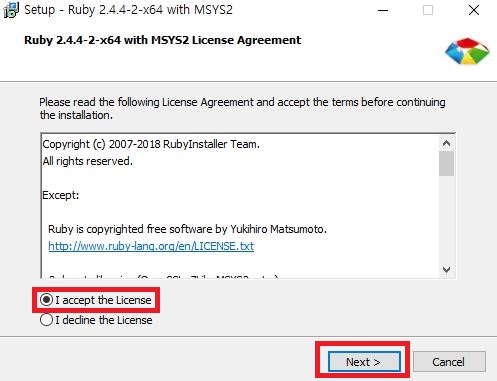 Setup - Ruby 2.4.4-2-x64 with MSYS2
Ruby 2.4.4-2-x64 with MSYS2 License Agreement
Please read the following License Agreement and accept the terms before continuing
the installation.
Copyright (c) 2007-2018 RubyInstaller Team.
All rights reserved.
Except:
Ruby is copyrighted free software by Yukihiro Matsumoto.
http://www.ruby-lang.org/en/LICENSE.txt
I accept the License
I decline the License
Next >
Cancel